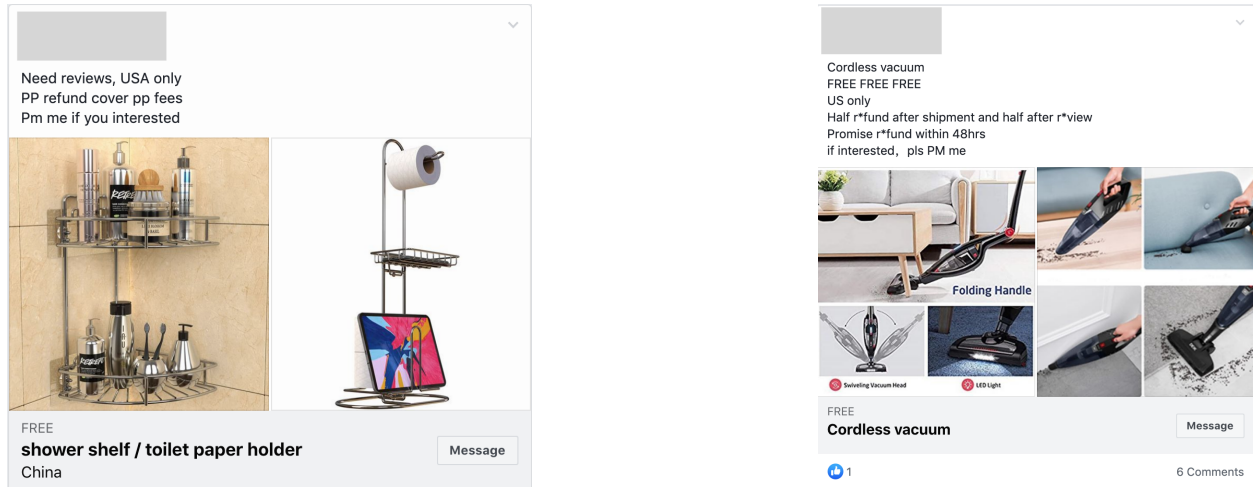 Need reviews, USA only
PP refund cover pp fees
Pm me if you interested
FREE
shower shelf / toilet paper holder
China
Message
Cordless vacuum
FREE FREE FREE
US only
Half r*fund after shipment and half after r*view
Promise r*fund within 48hrs
if interested，pls PM me
Folding Handle
Swiveling Vacuum Head
LED Light
FREE
Cordless vacuum
Message
1
6 Comments